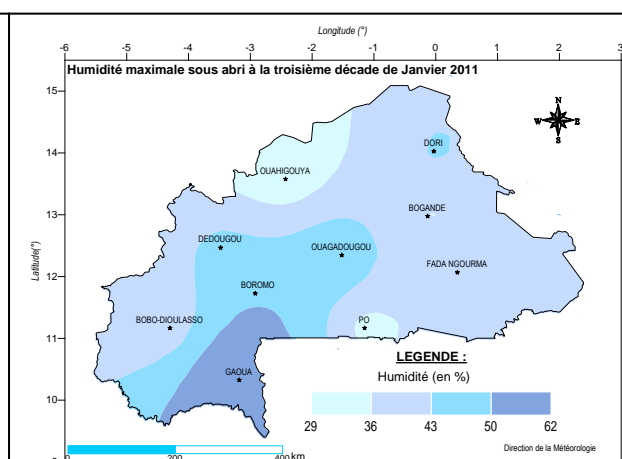 Longitude (°)
-6 -5 -4 -3 -2 -1 0 1 2 3
Humidité maximale sous abri à la troisième décade de Janvier 2011
15
N
W E
S
DORI
14
OUAHIGOUYA
BOGANDE
13
DEDOUGOU
OUAGADOUGOU
Latitude(°)
FADA NGOURMA
12
BOROMO
BOBO-DIOULASSO
PO
11
LEGENDE :
GAOUA
Humidité (en %)
10
29 36 43 50 62
Direction de la Météorologie
0 200 400 km